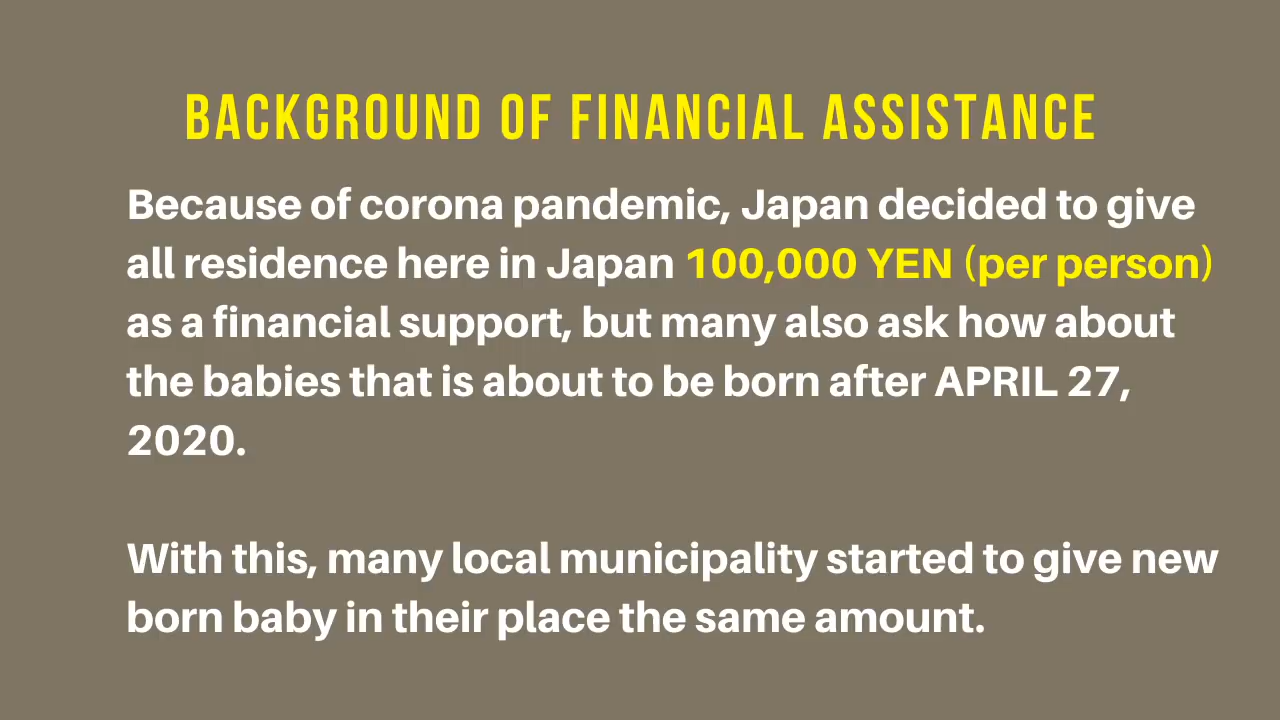 BACKGROUND OF FINANCIAL ASSISTANCE
Because of corona pandemic, Japan decided to give
all residence here in Japan 100,000 YEN (per person)
as a financial support, but many also ask how about
the babies that is about to be born after APRIL 27,
2020.
With this, many local municipality started to give new
born baby in their place the same amount.